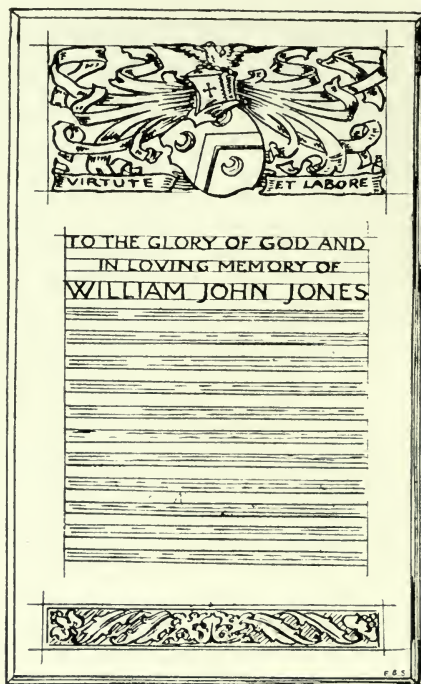 VIRTUTE ET LABORE
TO THE GLORY OF GOD AND
IN LOVING MEMORY OF
WILLIAM JOHN JONES
F B S